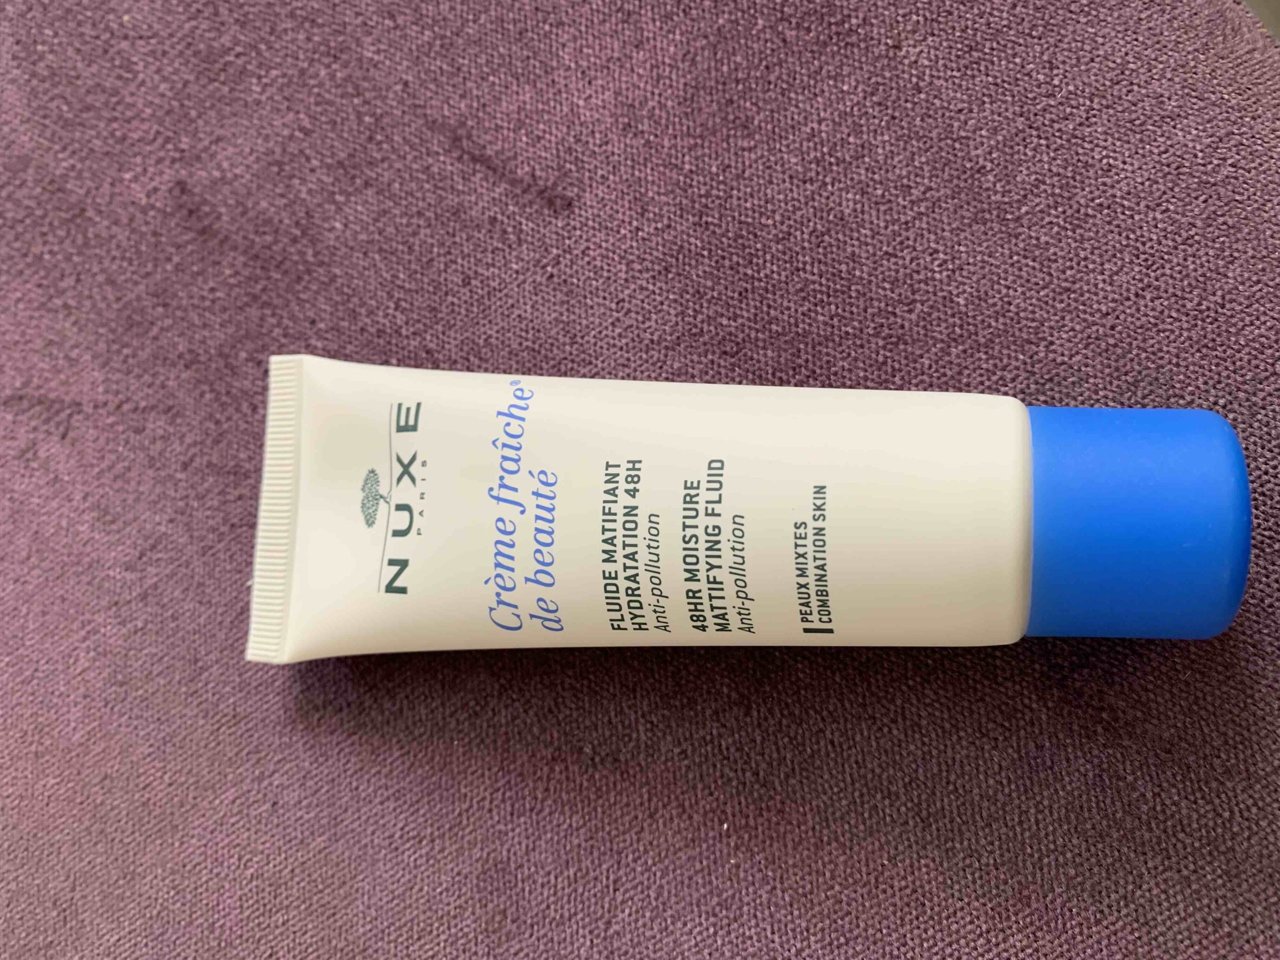 NUXE
PARIS
Crème fraîche®
de beauté
FLUIDE MATIFIANT
HYDRATATION 48H
Anti-pollution
48HR MOISTURE
MATTIFYING FLUID
Anti-pollution
PEAUX MIXTES
COMBINATION SKIN